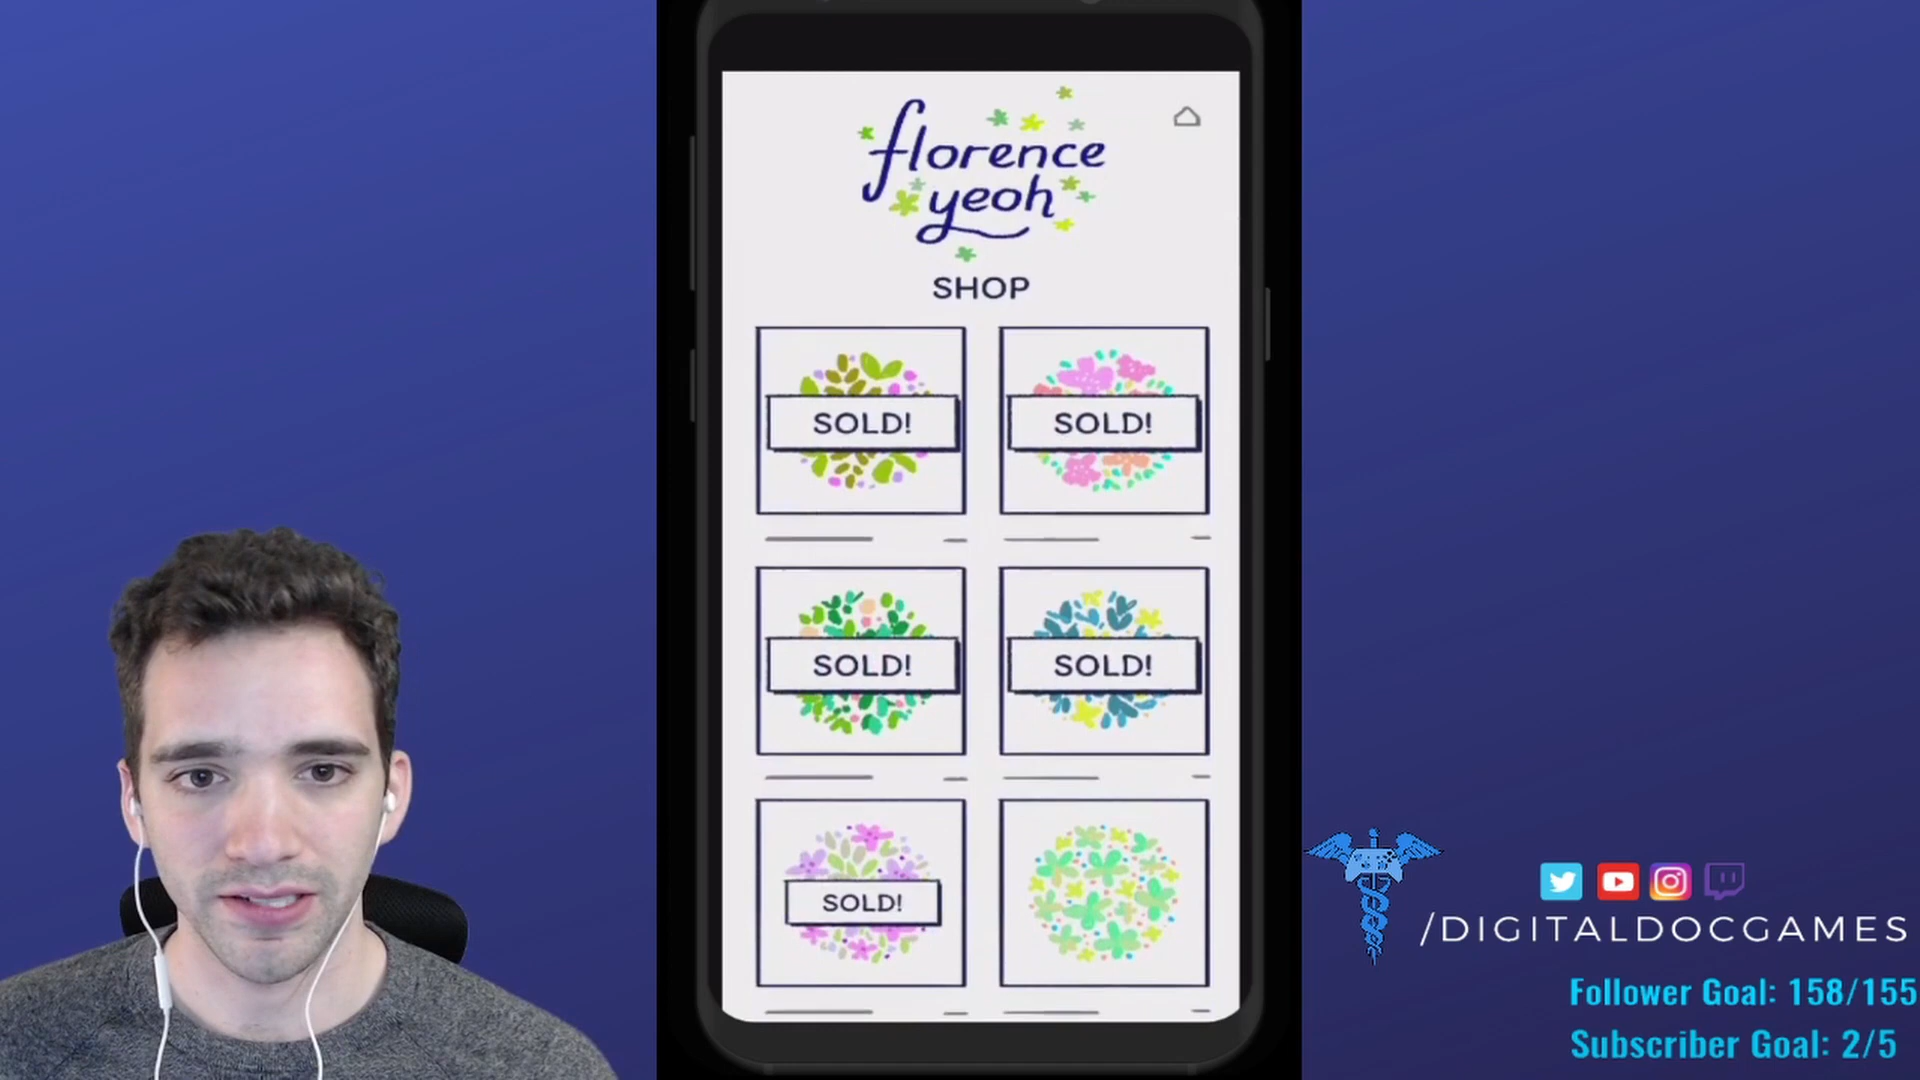 florence
yeoh
SHOP
SOLD!
SOLD!
SOLD!
SOLD!
SOLD!
/DIGITALDOCGAMES
Follower Goal: 158/155
Subscriber Goal: 2/5